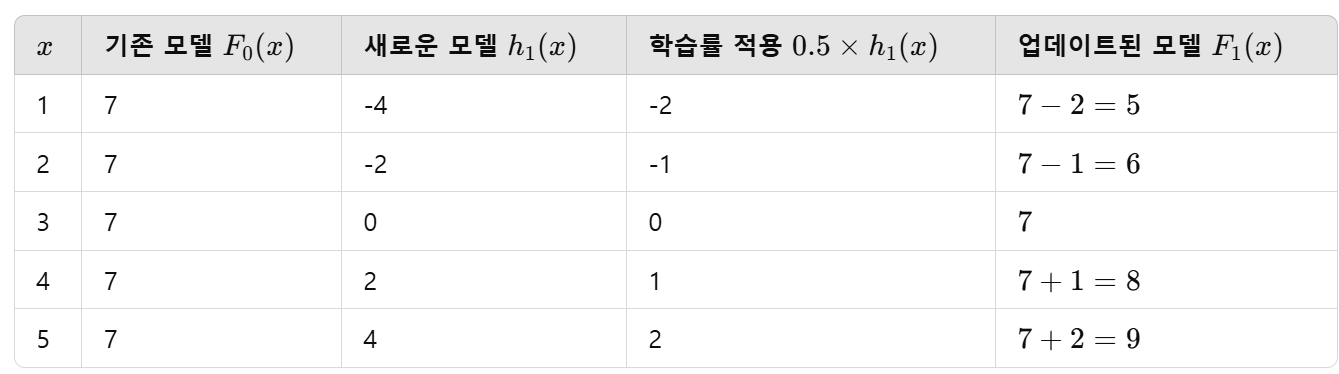 x 기존 모델 F₀(x) 새로운 모델 h₁(x) 학습률 적용 0.5 × h₁(x) 업데이트된 모델 F₁(x)
1 7 -4 -2 7 − 2 = 5
2 7 -2 -1 7 − 1 = 6
3 7 0 0 7
4 7 2 1 7 + 1 = 8
5 7 4 2 7 + 2 = 9